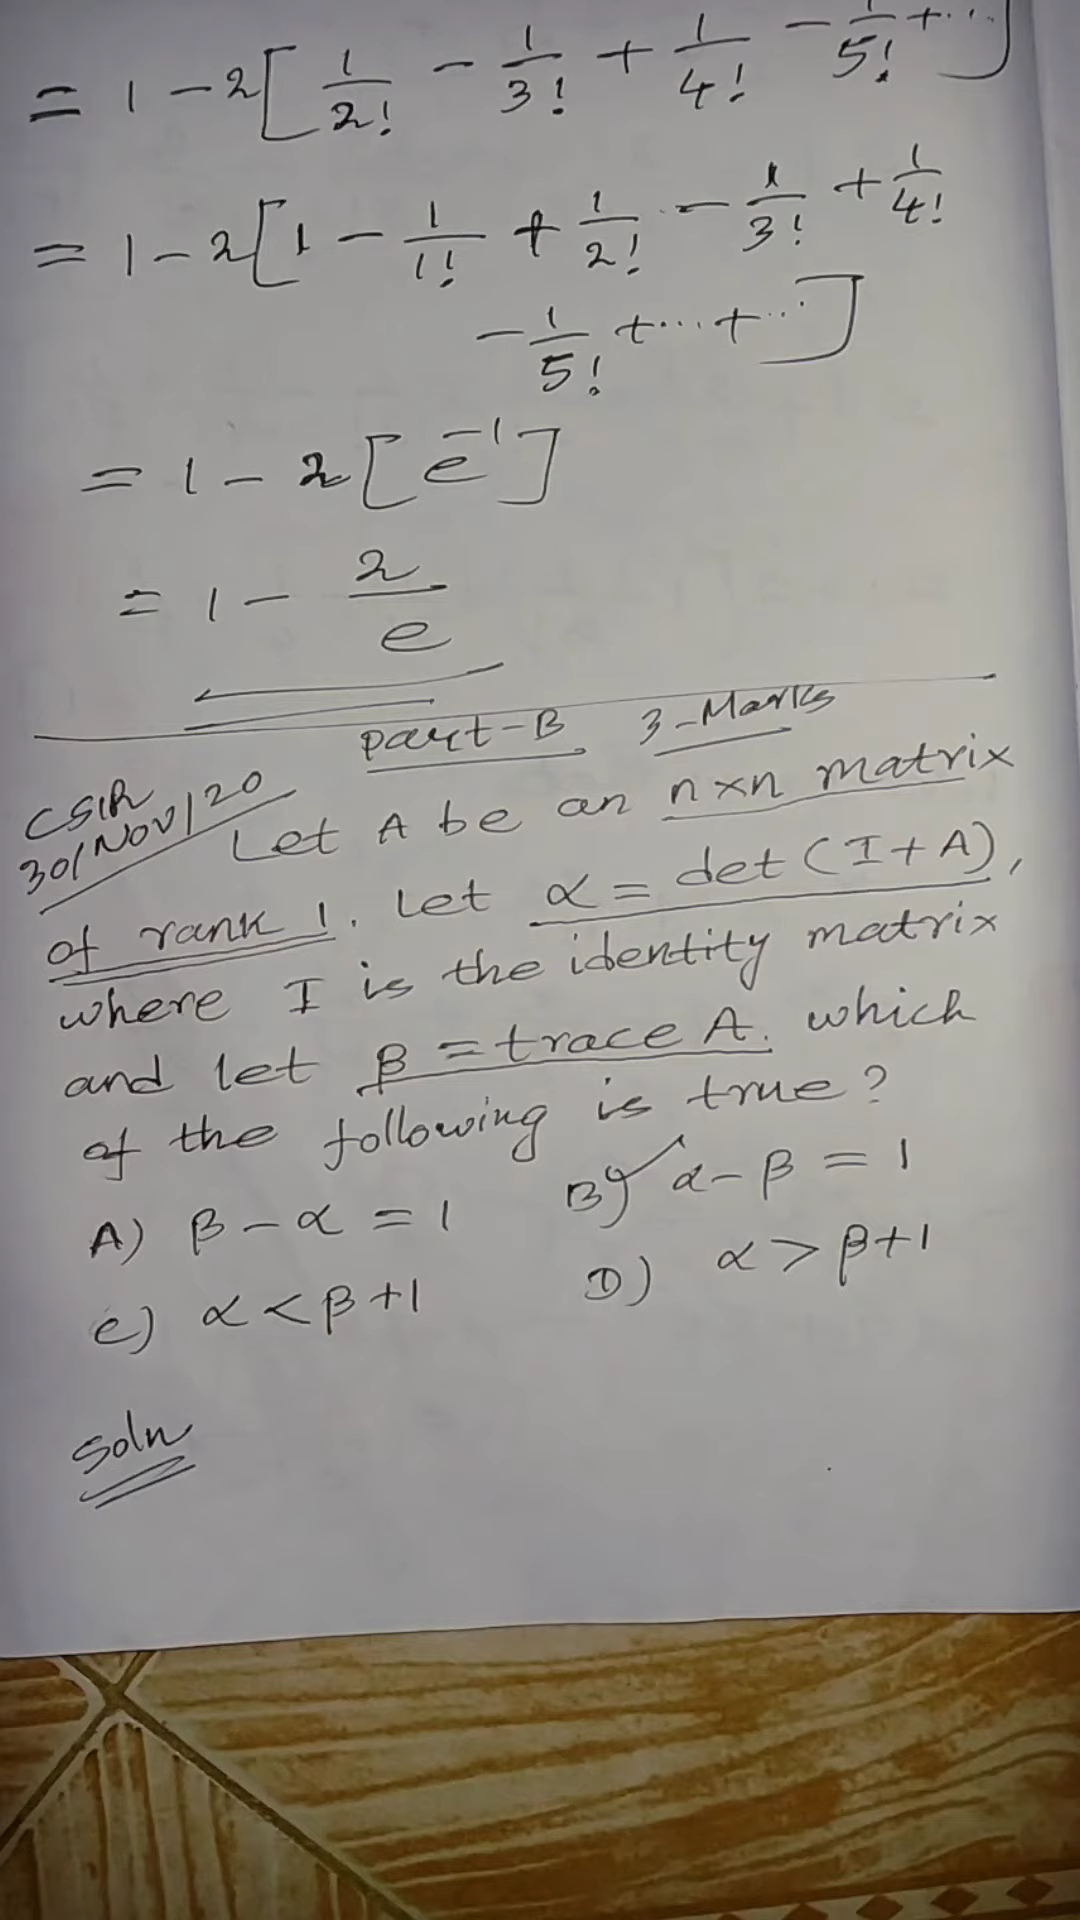 = 1 - 2[1/2! - 1/3! + 1/4! - 1/5! + ...]
= 1 - 2[1 - 1/1! + 1/2! - 1/3! + 1/4!
- 1/5! + ... + ...]
= 1 - 2[e⁻¹]
= 1 - 2/e
Part-B 3-Marks
CSIR
30/Nov/20
Let A be an n×n matrix
of rank 1. Let α = det(I+A),
where I is the identity matrix
and let β = trace A. which
of the following is true?
A) β - α = 1 B) α - β = 1
C) α < β + 1 D) α > β + 1
Soln